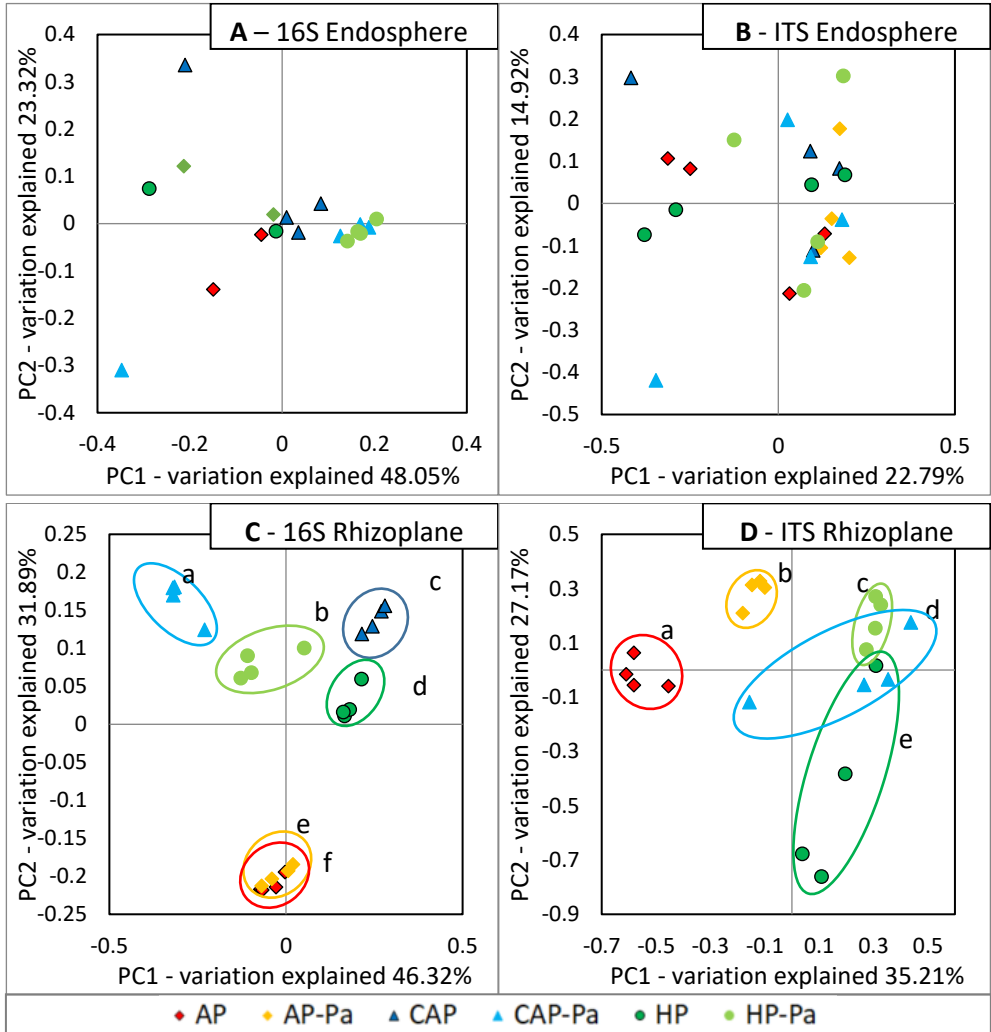 A – 16S Endosphere
0.4
0.3
0.2
0.1
0
-0.1
-0.2
-0.3
-0.4
-0.4
-0.2
0
0.2
0.4
PC2 - variation explained 23.32%
PC1 - variation explained 48.05%
B - ITS Endosphere
0.4
0.3
0.2
0.1
0
-0.1
-0.2
-0.3
-0.4
-0.5
-0.5
0
0.5
PC2 - variation explained 14.92%
PC1 - variation explained 22.79%
C - 16S Rhizoplane
0.25
0.2
0.15
0.1
0.05
0
-0.05
-0.1
-0.15
-0.2
-0.25
-0.5
0
0.5
a
b
c
d
e
f
PC2 - variation explained 31.89%
PC1 - variation explained 46.32%
D - ITS Rhizoplane
0.5
0.3
0.1
-0.1
-0.3
-0.5
-0.7
-0.9
-0.7
-0.5
-0.3
-0.1
0.1
0.3
0.5
a
b
c
d
e
PC2 - variation explained 27.17%
PC1 - variation explained 35.21%
AP AP-Pa CAP CAP-Pa HP HP-Pa